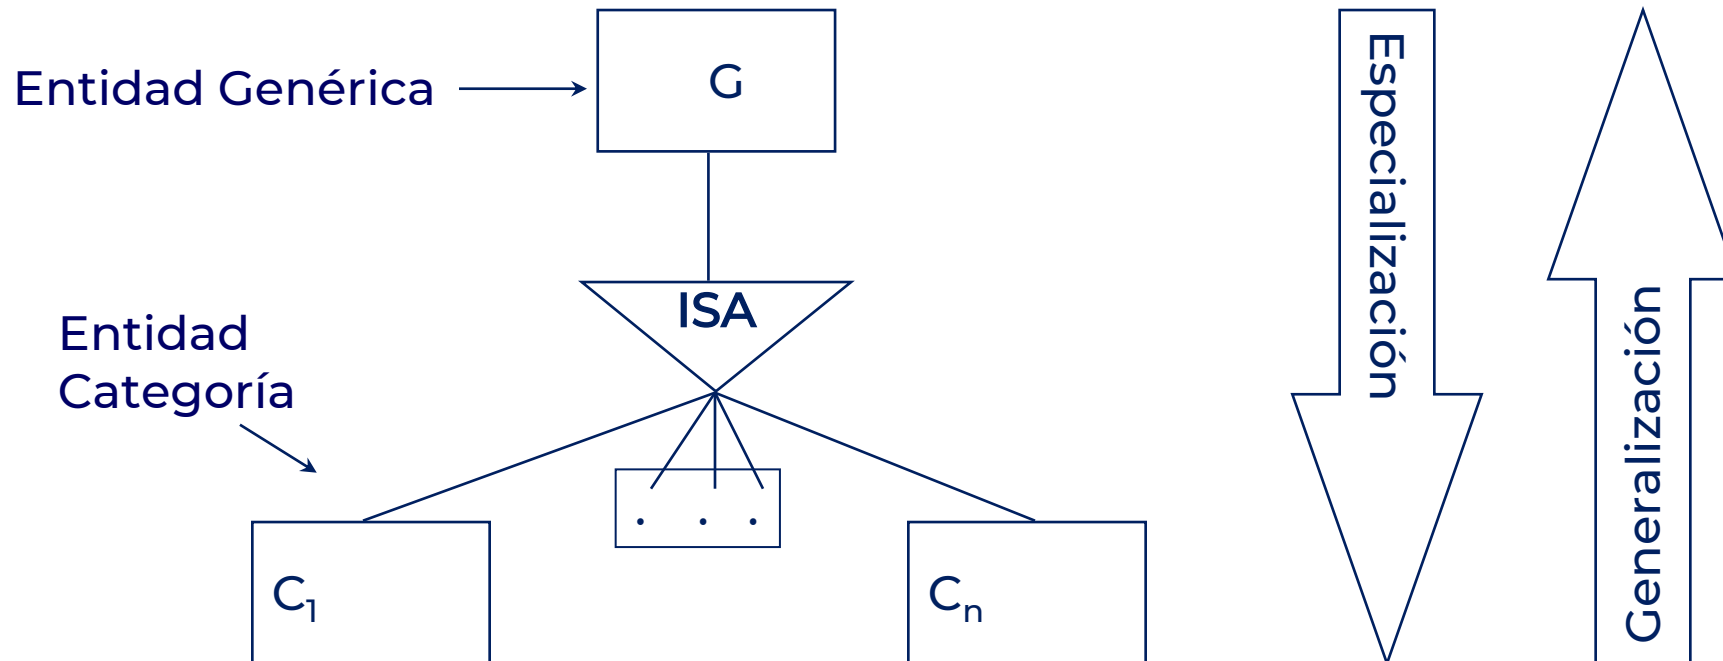 G
Entidad Genérica
ISA
Entidad
Categoría
. . .
C₁
Cₙ
Especialización
Generalización